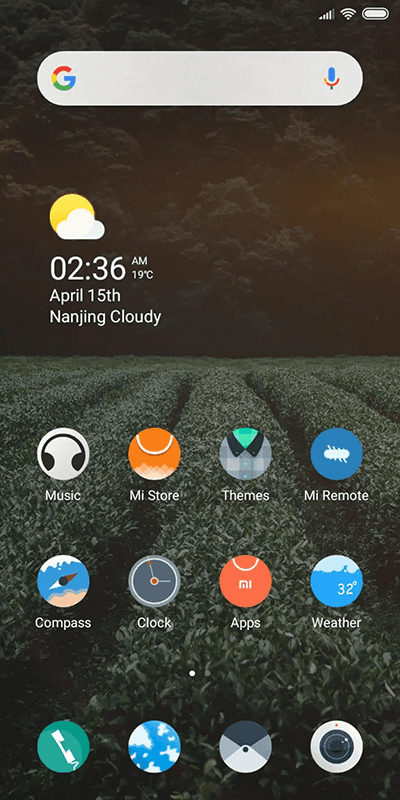 02:36 AM
19℃
April 15th
Nanjing Cloudy
Music
Mi Store
Themes
Mi Remote
Compass
Clock
mi
Apps
32°
Weather